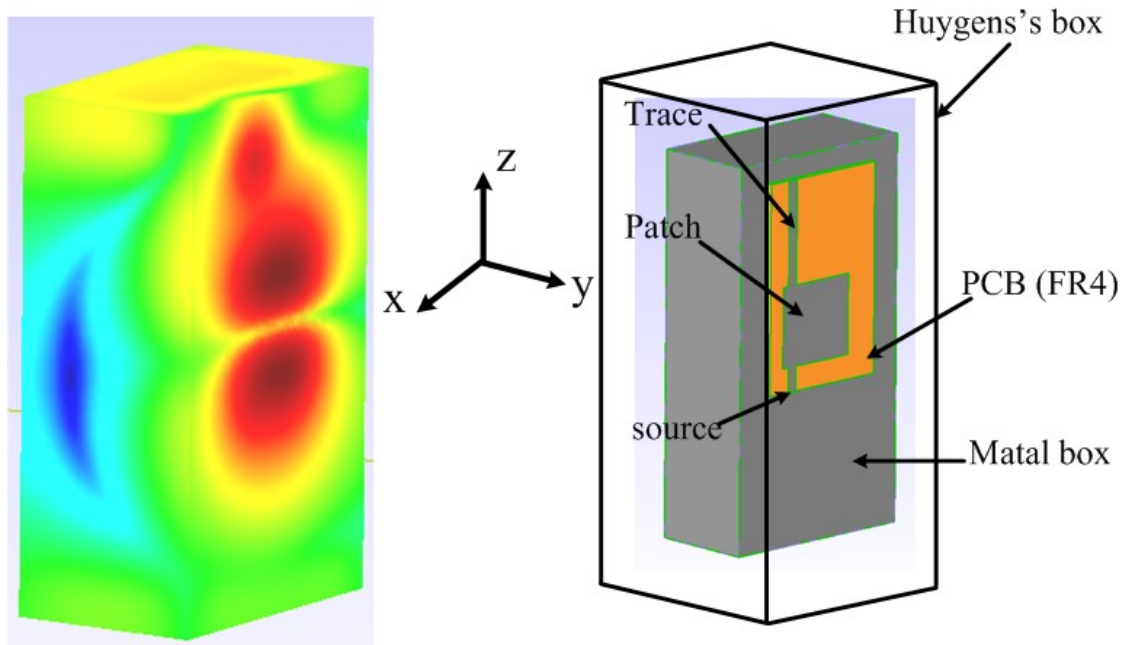 Huygens's box
Trace
z
Patch
x
y
PCB (FR4)
source
Matal box